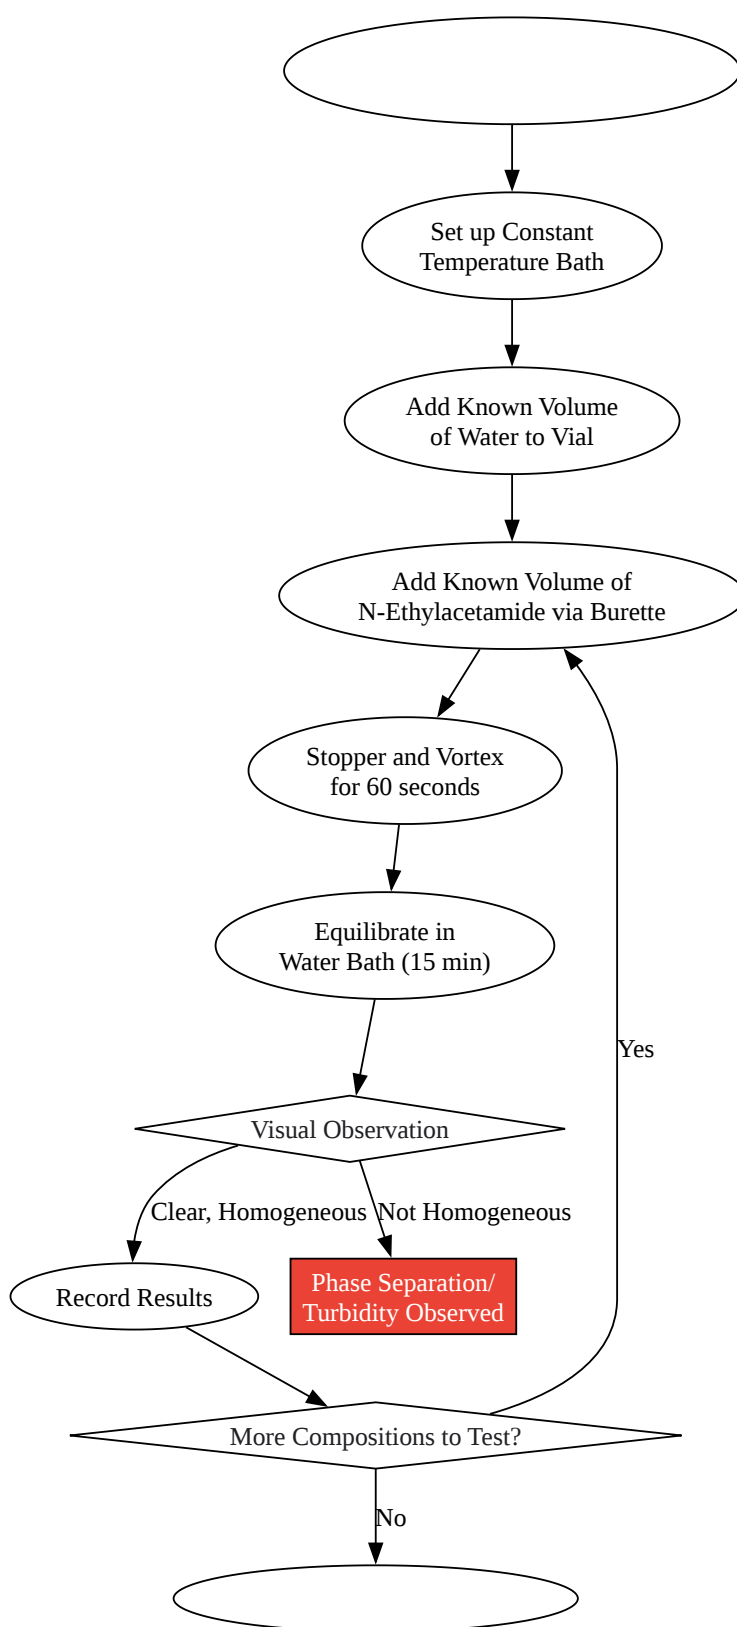 Set up Constant
Temperature Bath
Add Known Volume
of Water to Vial
Add Known Volume of
N-Ethylacetamide via Burette
Stopper and Vortex
for 60 seconds
Equilibrate in
Water Bath (15 min)
Yes
Visual Observation
Clear, Homogeneous
Not Homogeneous
Phase Separation/
Turbidity Observed
Record Results
More Compositions to Test?
No